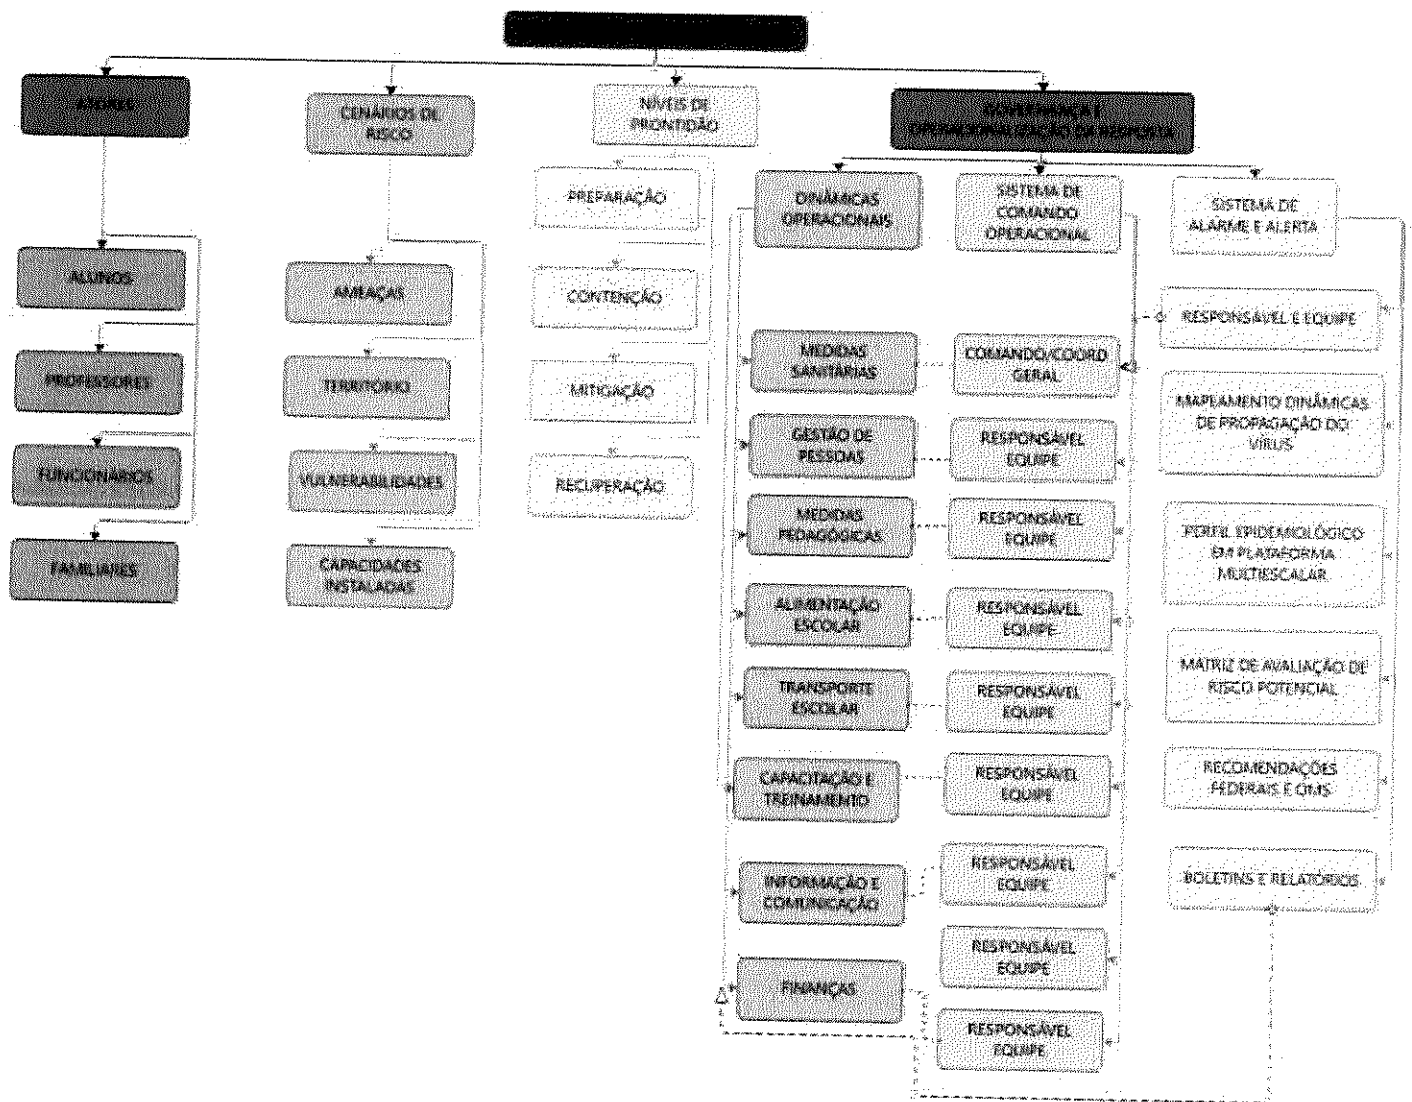 ATORES
CENÁRIOS DE
RISCO
NÍVEIS DE
PRONTIDÃO
GOVERNANÇA E
OPERACIONALIZAÇÃO DA RESPOSTA
ALUNOS
PROFESSORES
FUNCIONÁRIOS
FAMILIARES
AMEAÇAS
TERRITÓRIO
VULNERABILIDADES
CAPACIDADES
INSTALADAS
PREPARAÇÃO
CONTENÇÃO
MITIGAÇÃO
RECUPERAÇÃO
DINÂMICAS
OPERACIONAIS
MEDIDAS
SANITÁRIAS
GESTÃO DE
PESSOAS
MEDIDAS
PEDAGÓGICAS
ALIMENTAÇÃO
ESCOLAR
TRANSPORTE
ESCOLAR
CAPACITAÇÃO E
TREINAMENTO
INFORMAÇÃO E
COMUNICAÇÃO
FINANÇAS
SISTEMA DE
COMANDO
OPERACIONAL
COMANDO/COORD
GERAL
RESPONSÁVEL
EQUIPE
RESPONSÁVEL
EQUIPE
RESPONSÁVEL
EQUIPE
RESPONSÁVEL
EQUIPE
RESPONSÁVEL
EQUIPE
RESPONSÁVEL
EQUIPE
RESPONSÁVEL
EQUIPE
RESPONSÁVEL
EQUIPE
SISTEMA DE
ALARME E ALERTA
RESPONSÁVEL E EQUIPE
MAPEAMENTO DINÂMICAS
DE PROPAGAÇÃO DO
VÍRUS
PERFIL EPIDEMIOLÓGICO
EM PLATAFORMA
MULTIESCALAR
MATRIZ DE AVALIAÇÃO DE
RISCO POTENCIAL
RECOMENDAÇÕES
FEDERAIS E OMS
BOLETINS E RELATÓRIOS